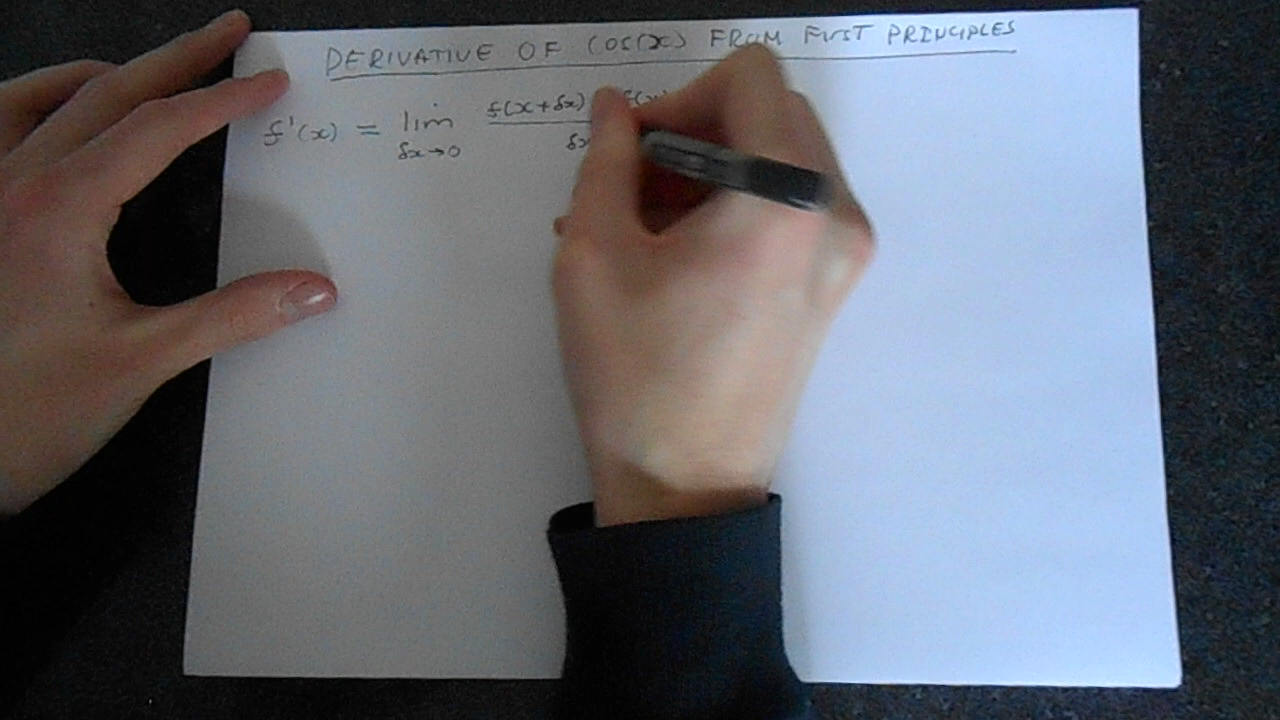 DERIVATIVE OF COS(x) FROM FIRST PRINCIPLES
f'(x) = lim f(x+δx) f(x)
δx→0 δx